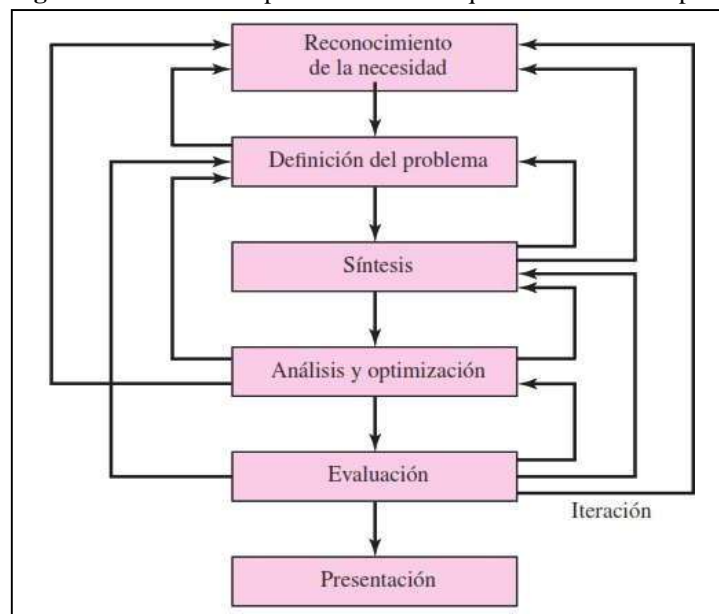 Reconocimiento
de la necesidad
Definición del problema
Síntesis
Análisis y optimización
Evaluación
Iteración
Presentación